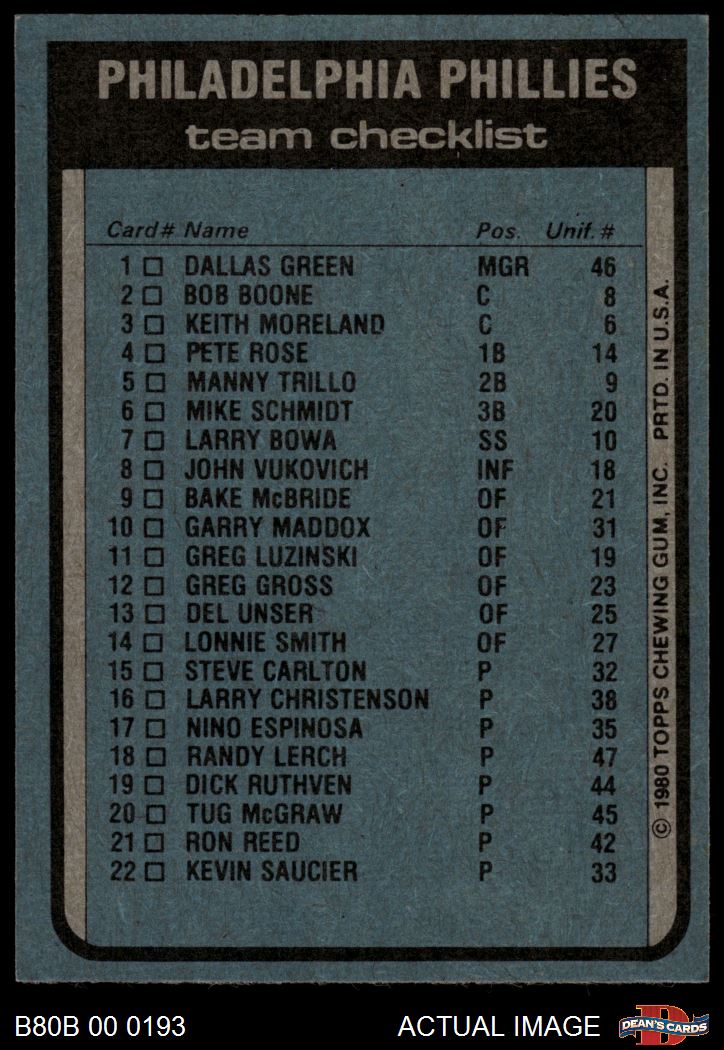 PHILADELPHIA PHILLIES
team checklist
Card# Name Pos. Unif. #
1 DALLAS GREEN MGR 46
2 BOB BOONE C 8
3 KEITH MORELAND C 6
4 PETE ROSE 1B 14
5 MANNY TRILLO 2B 9
6 MIKE SCHMIDT 3B 20
7 LARRY BOWA SS 10
8 JOHN VUKOVICH INF 18
9 BAKE McBRIDE OF 21
10 GARRY MADDOX OF 31
11 GREG LUZINSKI OF 19
12 GREG GROSS OF 23
13 DEL UNSER OF 25
14 LONNIE SMITH OF 27
15 STEVE CARLTON P 32
16 LARRY CHRISTENSON P 38
17 NINO ESPINOSA P 35
18 RANDY LERCH P 47
19 DICK RUTHVEN P 44
20 TUG McGRAW P 45
21 RON REED P 42
22 KEVIN SAUCIER P 33
© 1980 TOPPS CHEWING GUM, INC. PRTD. IN U.S.A.
B80B 00 0193 ACTUAL IMAGE
D
DEAN'S CARDS